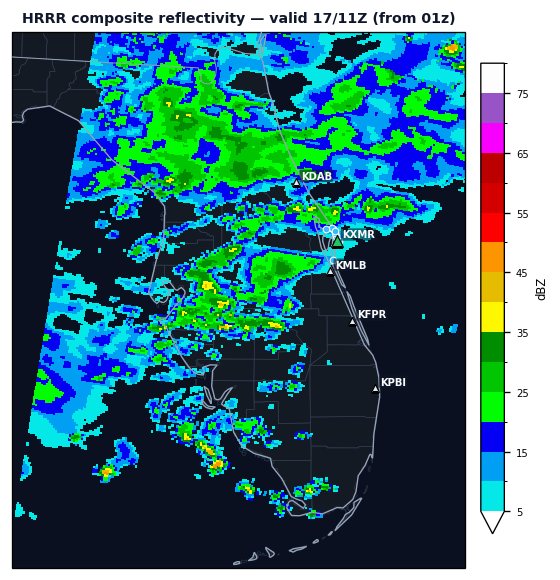 HRRR composite reflectivity — valid 17/11Z (from 01z)
75
65
55
45
35
25
15
5
dBZ
KDAB
KXMR
KMLB
KFPR
KPBI